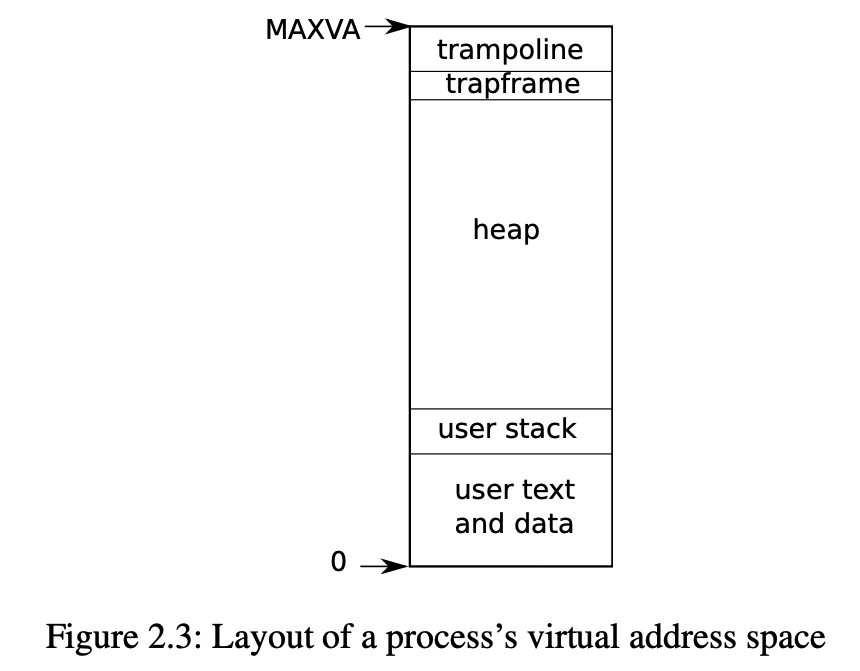 MAXVA
trampoline
trapframe
heap
user stack
user text
and data
0
Figure 2.3: Layout of a process’s virtual address space